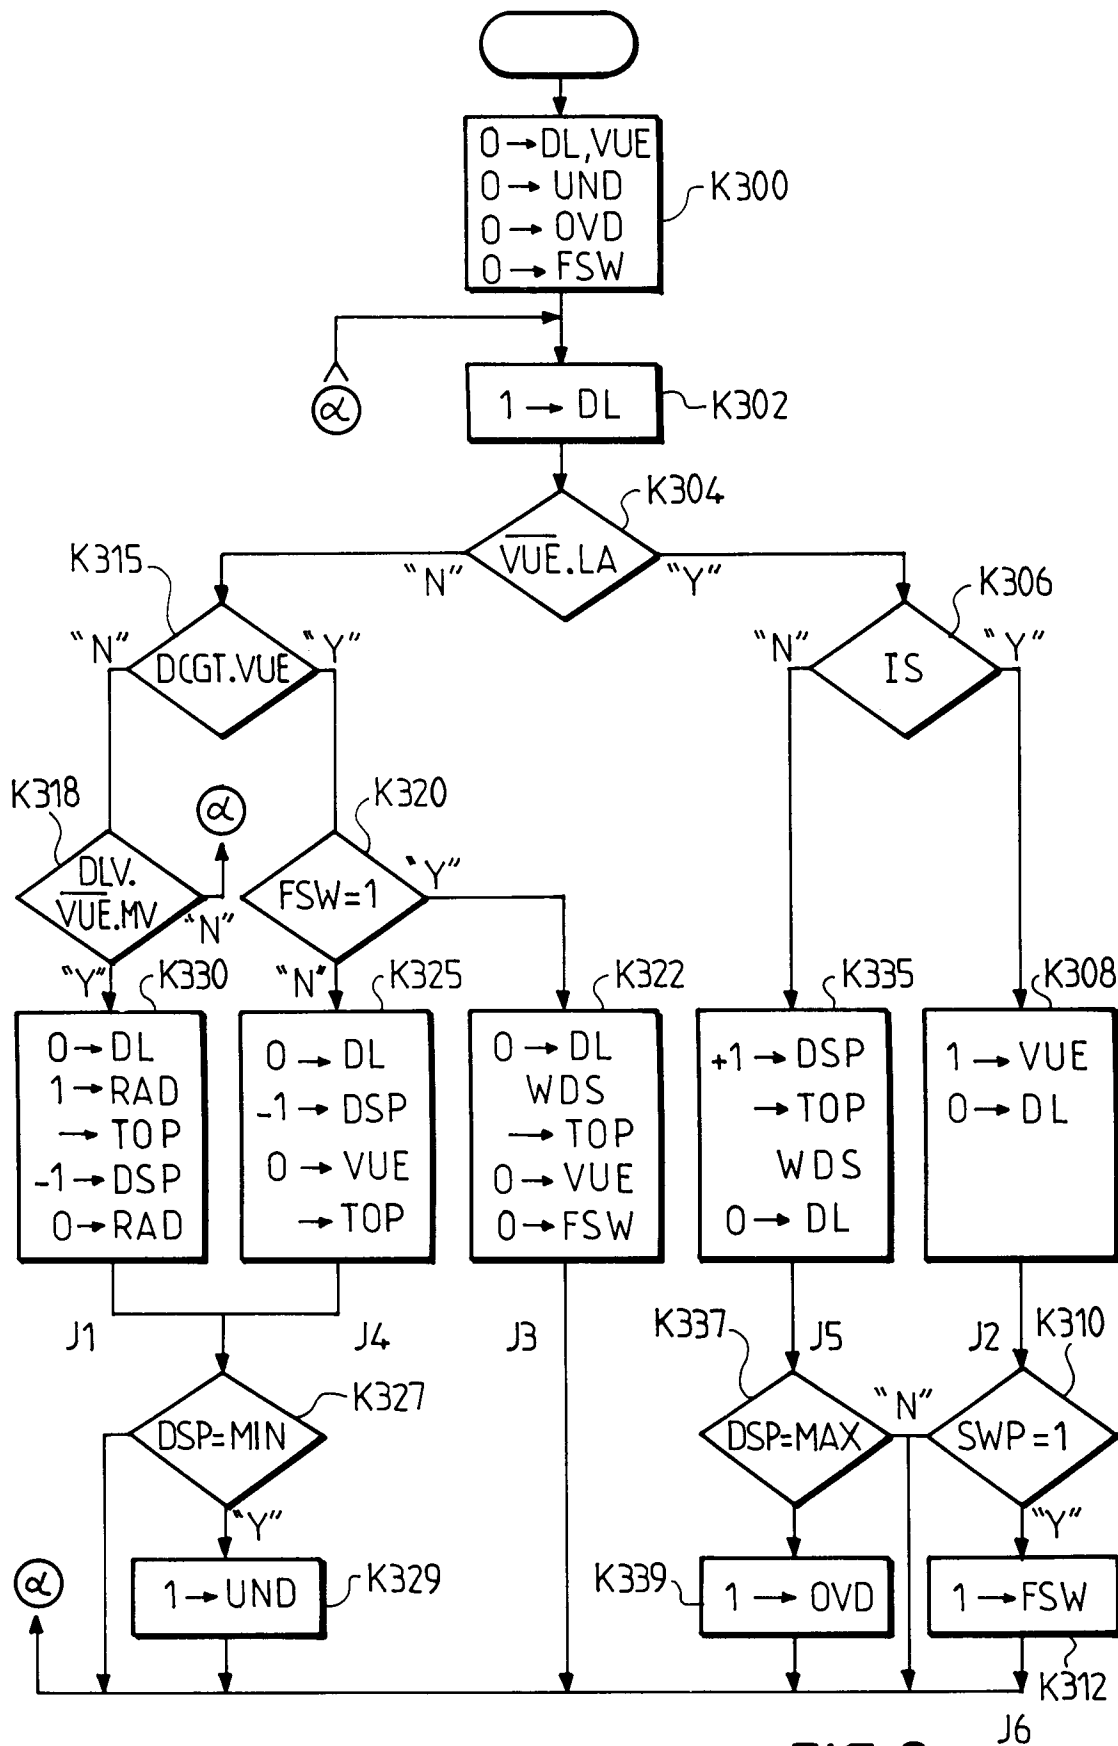 0→DL,VUE
0→UND
0→OVD
0→FSW
K300
α
1→DL
K302
K304
V̅U̅E̅.LA
"N"
"Y"
K315
DCGT.VUE
"N"
"Y"
K306
IS
"N"
"Y"
K318
DLV.
V̅U̅E̅.MV
"N"
"Y"
α
K320
FSW=1
"Y"
"N"
K330
0→DL
1→RAD
→TOP
-1→DSP
0→RAD
K325
0→DL
-1→DSP
0→VUE
→TOP
K322
0→DL
WDS
→TOP
0→VUE
0→FSW
K335
+1→DSP
→TOP
WDS
0→DL
K308
1→VUE
0→DL
J1
J4
J3
K337
J5
J2
K310
K327
DSP=MIN
"Y"
DSP=MAX
"N"
SWP=1
"Y"
α
1→UND
K329
K339
1→OVD
1→FSW
K312
J6